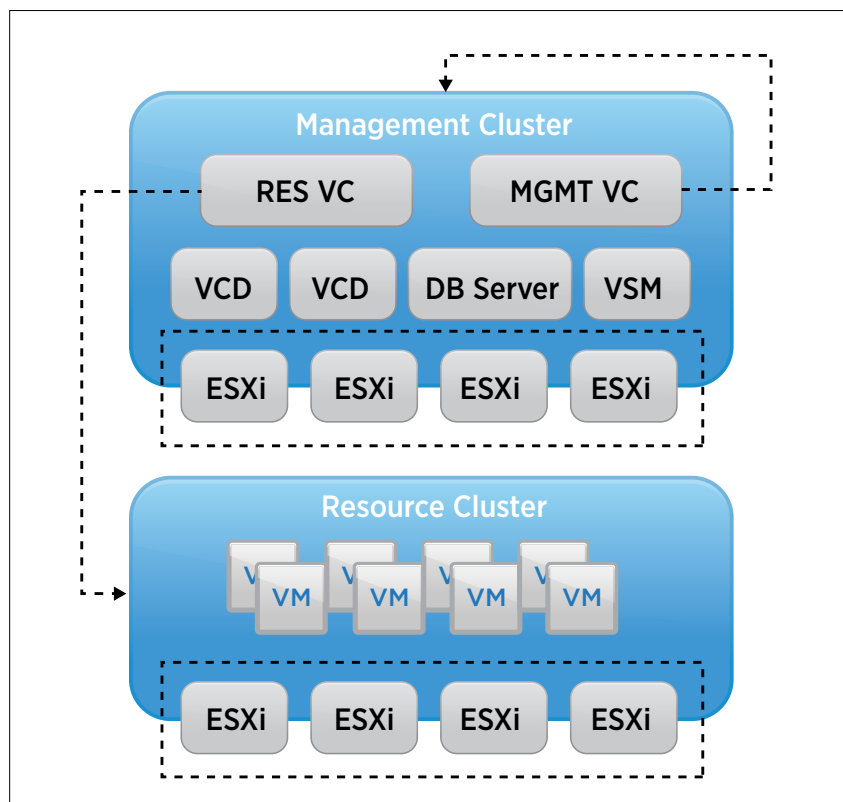 Management Cluster
RES VC MGMT VC
VCD VCD DB Server VSM
ESXi ESXi ESXi ESXi
Resource Cluster
VM VM VM VM
ESXi ESXi ESXi ESXi